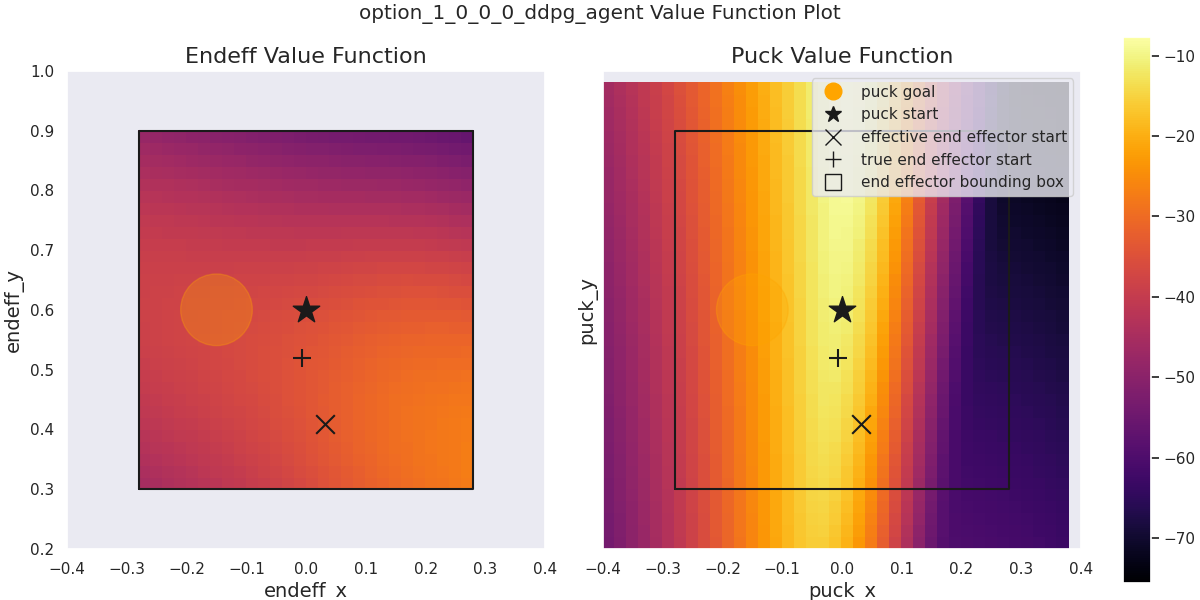 option_1_0_0_0_ddpg_agent Value Function Plot
Endeff Value Function
Puck Value Function
puck goal
puck start
effective end effector start
true end effector start
end effector bounding box
endeff_y
1.0
0.9
0.8
0.7
0.6
0.5
0.4
0.3
0.2
−0.4 −0.3 −0.2 −0.1 0.0 0.1 0.2 0.3 0.4
endeff_x
puck_y
−0.4 −0.3 −0.2 −0.1 0.0 0.1 0.2 0.3 0.4
puck_x
−10
−20
−30
−40
−50
−60
−70